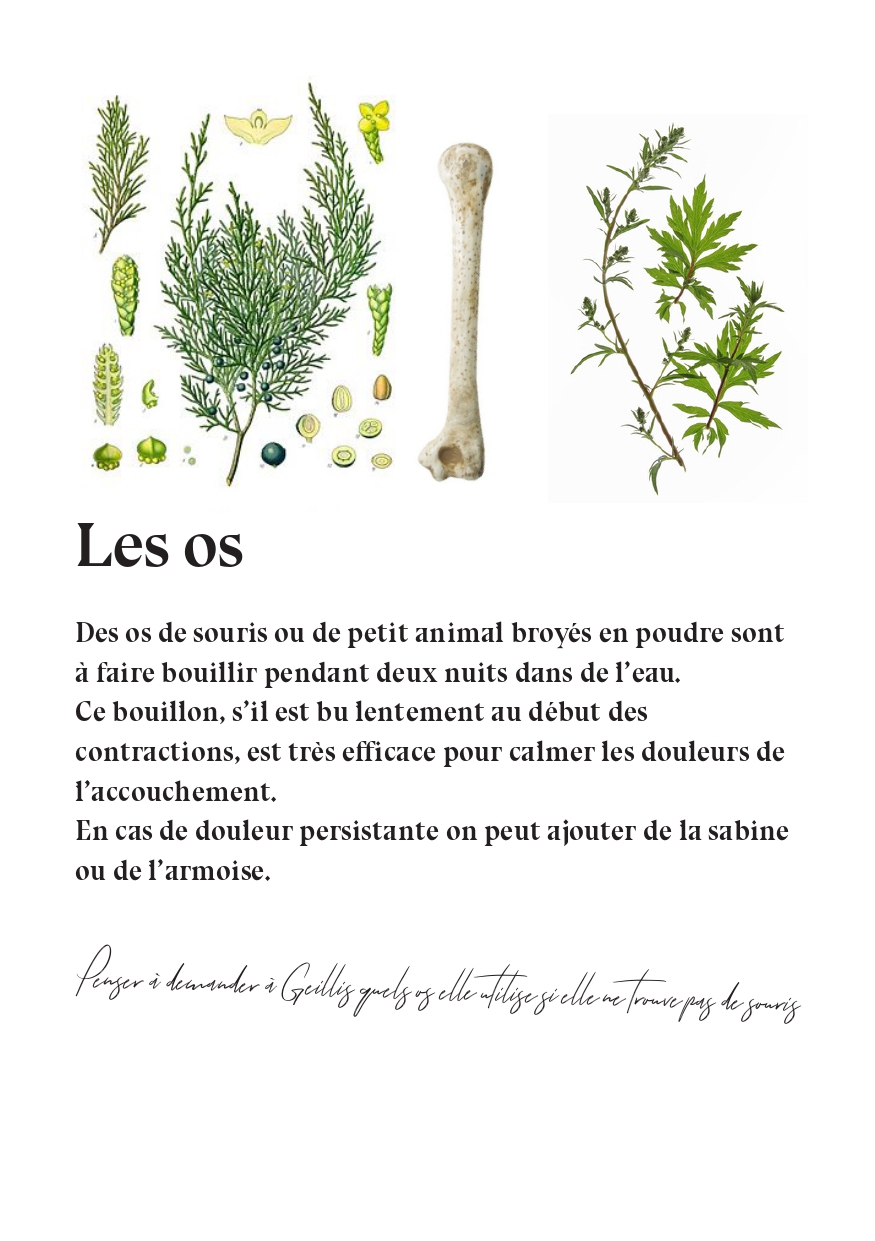 Les os
Des os de souris ou de petit animal broyés en poudre sont
à faire bouillir pendant deux nuits dans de l'eau.
Ce bouillon, s'il est bu lentement au début des
contractions, est très efficace pour calmer les douleurs de
l'accouchement.
En cas de douleur persistante on peut ajouter de la sabine
ou de l'armoise.
Penser à demander à Geillis quels os elle utilise si elle ne trouve pas de souris